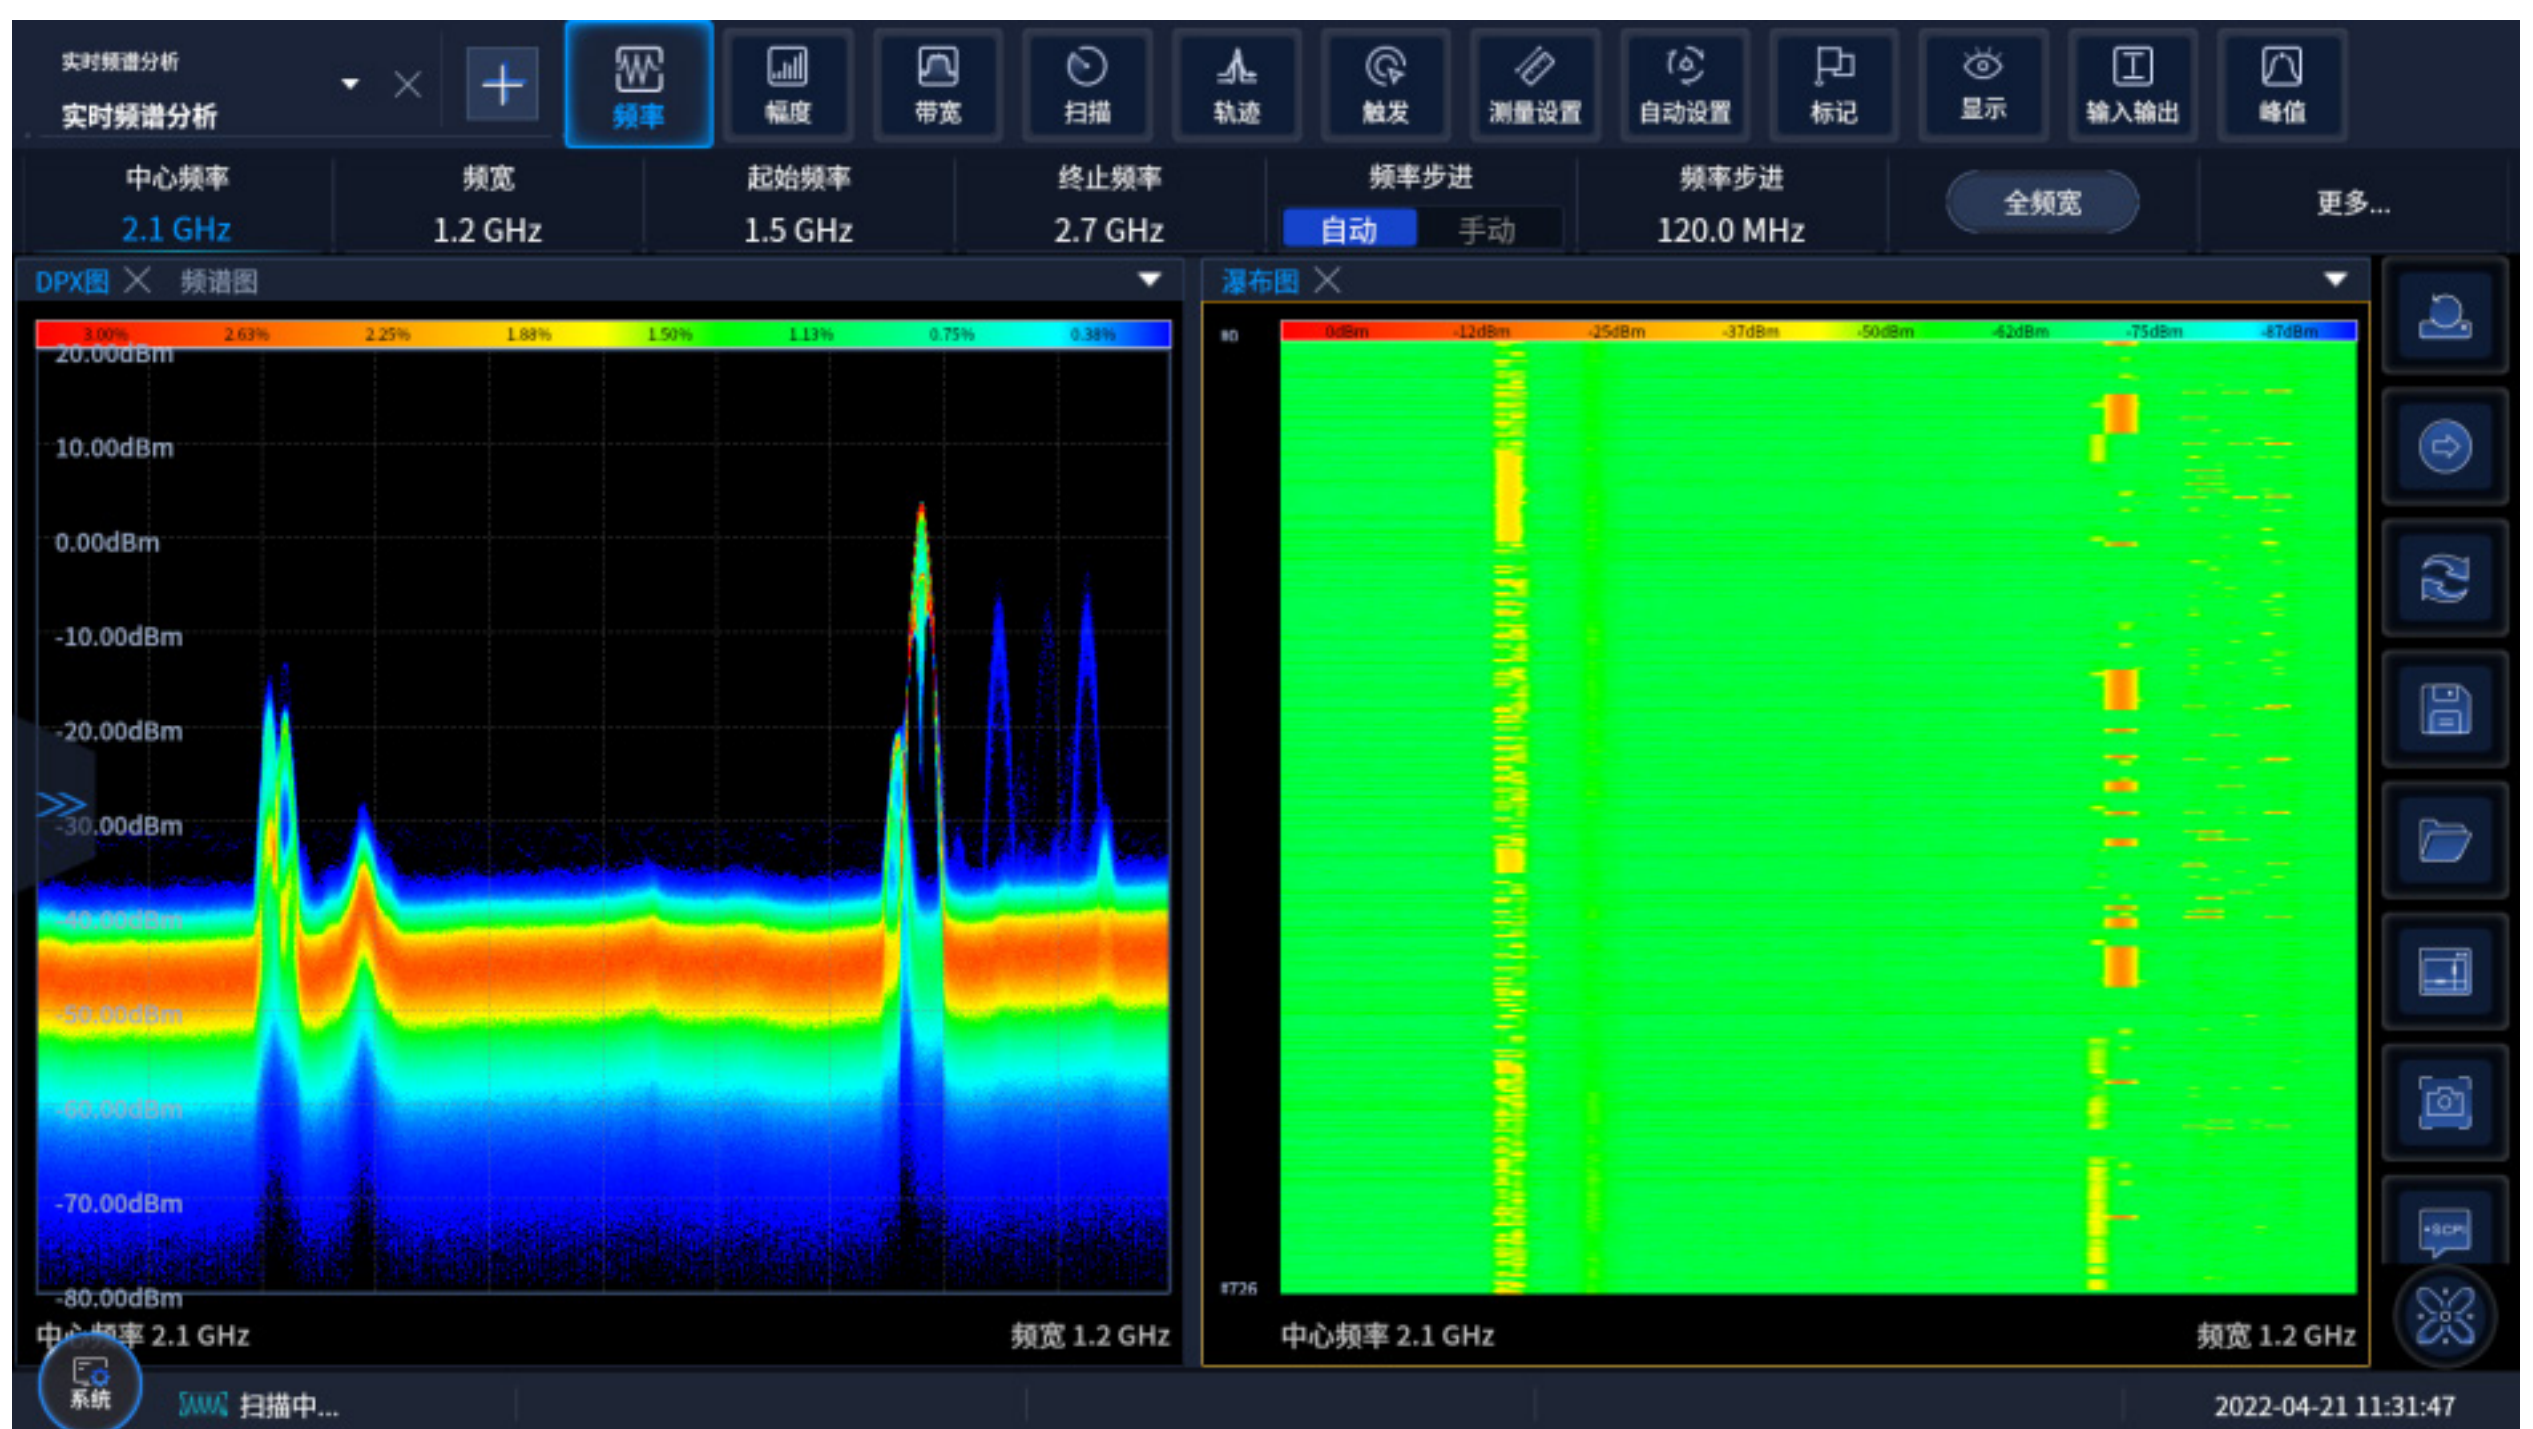 实时频谱分析
实时频谱分析
频率
幅度
带宽
扫描
轨迹
触发
测量设置
自动设置
标记
显示
输入输出
峰值
中心频率
2.1 GHz
频宽
1.2 GHz
起始频率
1.5 GHz
终止频率
2.7 GHz
频率步进
自动 手动
频率步进
120.0 MHz
全频宽
更多...
DPX图 频谱图
3.00% 2.63% 2.25% 1.88% 1.50% 1.13% 0.75% 0.38%
20.00dBm
10.00dBm
0.00dBm
-10.00dBm
-20.00dBm
-30.00dBm
-40.00dBm
-50.00dBm
-60.00dBm
-70.00dBm
-80.00dBm
中心频率 2.1 GHz
频宽 1.2 GHz
瀑布图
#0
0dBm -12dBm -25dBm -37dBm -50dBm -62dBm -75dBm -87dBm
#726
中心频率 2.1 GHz
频宽 1.2 GHz
系统
扫描中...
2022-04-21 11:31:47